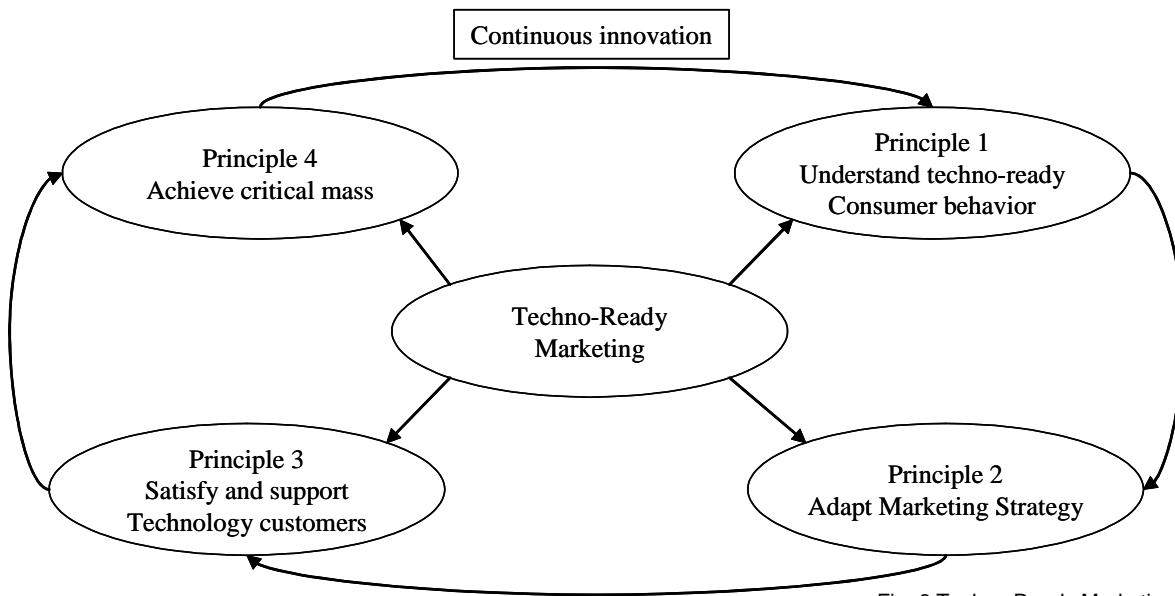 Continuous innovation
Principle 4
Achieve critical mass
Principle 1
Understand techno-ready
Consumer behavior
Techno-Ready
Marketing
Principle 3
Satisfy and support
Technology customers
Principle 2
Adapt Marketing Strategy